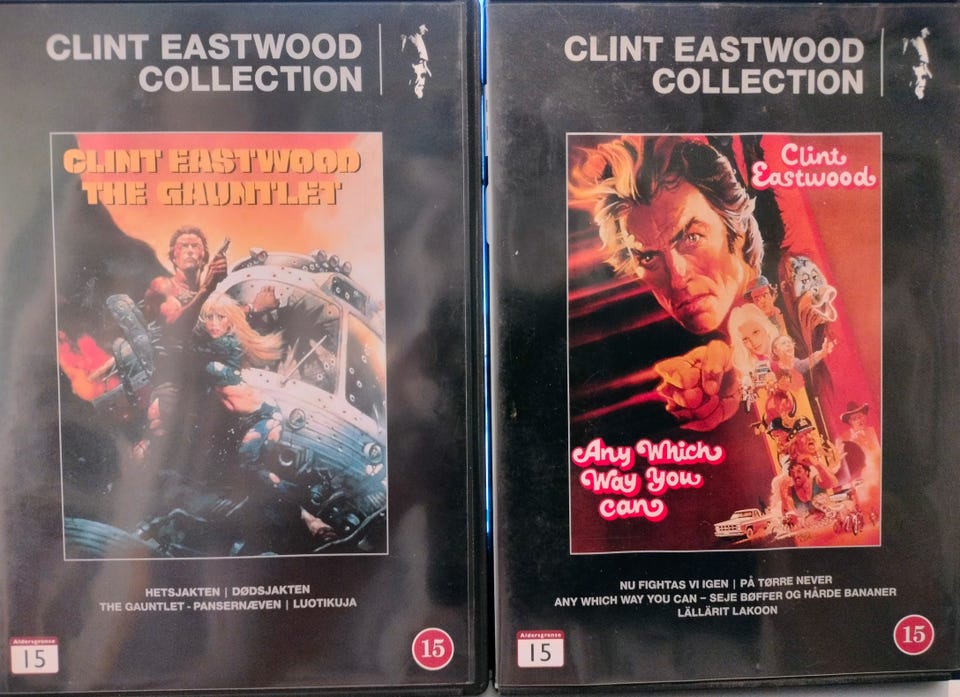 CLINT EASTWOOD
COLLECTION
CLINT EASTWOOD
THE GAUNTLET
HETSJAKTEN | DØDSJAKTEN
THE GAUNTLET - PANSERNÆVEN | LUOTIKUJA
Aldersgrense
15
15
CLINT EASTWOOD
COLLECTION
Clint
Eastwood
Any Which
Way You
can
NU FIGHTAS VI IGEN | PÅ TØRRE NEVER
ANY WHICH WAY YOU CAN – SEJE BØFFER OG HÅRDE BANANER
LÄLLÄRIT LAKOON
Aldersgrense
15
15